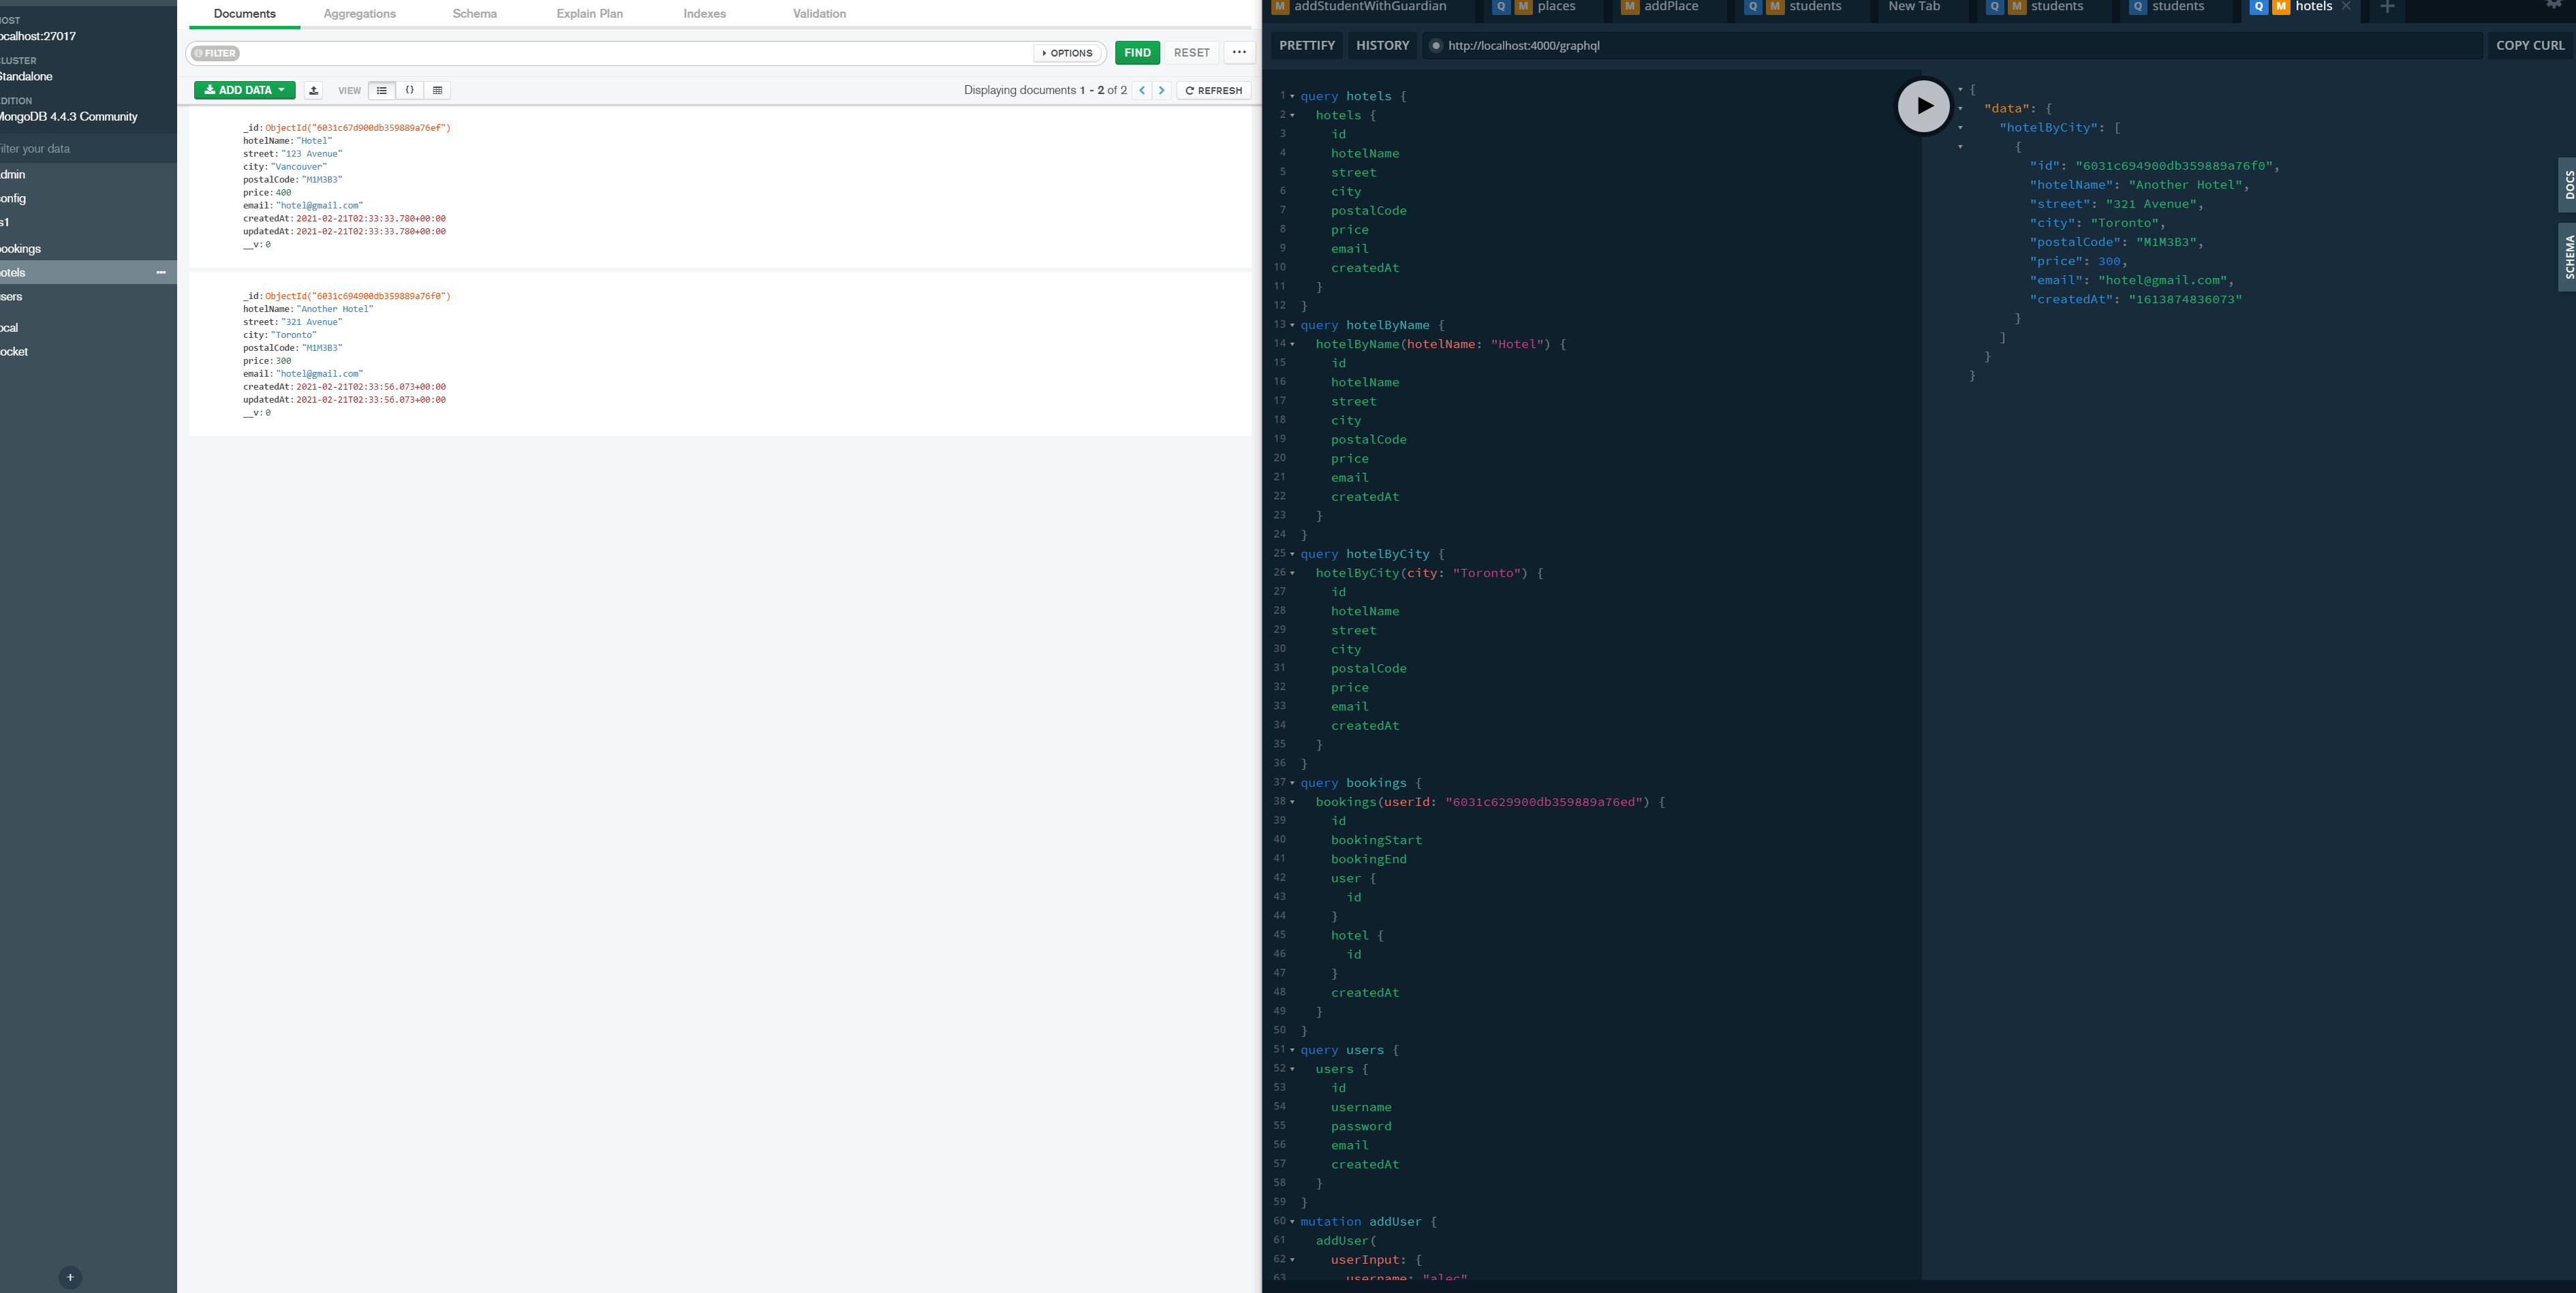 OST
ocalhost:27017
LUSTER
Standalone
DITION
MongoDB 4.4.3 Community
ilter your data
dmin
onfig
s1
ookings
otels
sers
ocal
ocket
Documents Aggregations Schema Explain Plan Indexes Validation
FILTER OPTIONS FIND RESET
ADD DATA VIEW {} Displaying documents 1 - 2 of 2 REFRESH
_id: ObjectId("6031c67d900db359889a76ef")
hotelName: "Hotel"
street: "123 Avenue"
city: "Vancouver"
postalCode: "M1M3B3"
price: 400
email: "hotel@gmail.com"
createdAt: 2021-02-21T02:33:33.780+00:00
updatedAt: 2021-02-21T02:33:33.780+00:00
__v: 0
_id: ObjectId("6031c694900db359889a76f0")
hotelName: "Another Hotel"
street: "321 Avenue"
city: "Toronto"
postalCode: "M1M3B3"
price: 300
email: "hotel@gmail.com"
createdAt: 2021-02-21T02:33:56.073+00:00
updatedAt: 2021-02-21T02:33:56.073+00:00
__v: 0
M addStudentWithGuardian Q M places M addPlace Q M students New Tab Q M students Q students Q M hotels
PRETTIFY HISTORY http://localhost:4000/graphql COPY CURL
1 query hotels {
2 hotels {
3 id
4 hotelName
5 street
6 city
7 postalCode
8 price
9 email
10 createdAt
11 }
12 }
13 query hotelByName {
14 hotelByName(hotelName: "Hotel") {
15 id
16 hotelName
17 street
18 city
19 postalCode
20 price
21 email
22 createdAt
23 }
24 }
25 query hotelByCity {
26 hotelByCity(city: "Toronto") {
27 id
28 hotelName
29 street
30 city
31 postalCode
32 price
33 email
34 createdAt
35 }
36 }
37 query bookings {
38 bookings(userId: "6031c629900db359889a76ed") {
39 id
40 bookingStart
41 bookingEnd
42 user {
43 id
44 }
45 hotel {
46 id
47 }
48 createdAt
49 }
50 }
51 query users {
52 users {
53 id
54 username
55 password
56 email
57 createdAt
58 }
59 }
60 mutation addUser {
61 addUser(
62 userInput: {
63 username: "alec"
{
"data": {
"hotelByCity": [
{
"id": "6031c694900db359889a76f0",
"hotelName": "Another Hotel",
"street": "321 Avenue",
"city": "Toronto",
"postalCode": "M1M3B3",
"price": 300,
"email": "hotel@gmail.com",
"createdAt": "1613874836073"
}
]
}
}
DOCS
SCHEMA